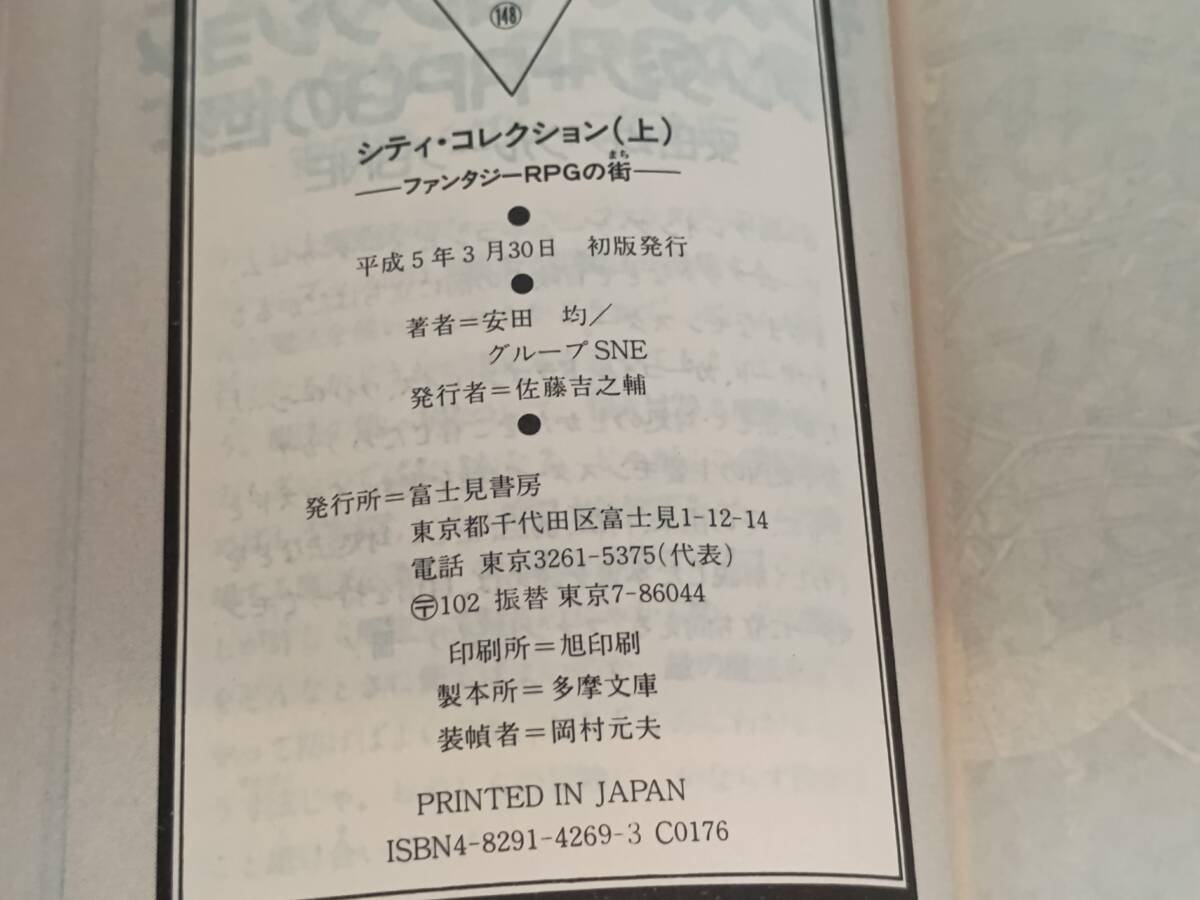 148
シティ・コレクション(上)
まち
――ファンタジーRPGの街――
●
平成5年3月30日 初版発行
●
著者=安田 均/
グループSNE
発行者=佐藤吉之輔
●
発行所=富士見書房
東京都千代田区富士見1-12-14
電話 東京3261-5375(代表)
〶102 振替 東京7-86044
印刷所=旭印刷
製本所=多摩文庫
装幀者=岡村元夫
PRINTED IN JAPAN
ISBN4-8291-4269-3 C0176